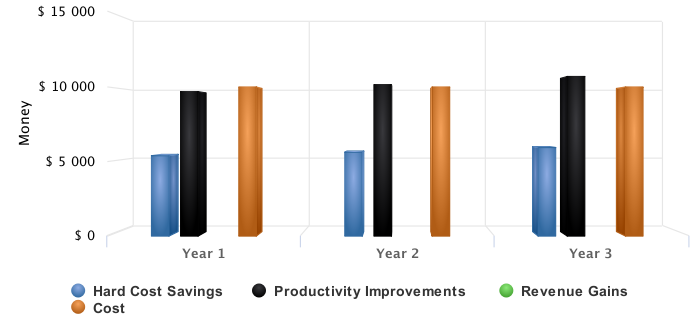 $ 15 000
$ 10 000
$ 5 000
$ 0
Money
Year 1
Year 2
Year 3
Hard Cost Savings
Productivity Improvements
Revenue Gains
Cost